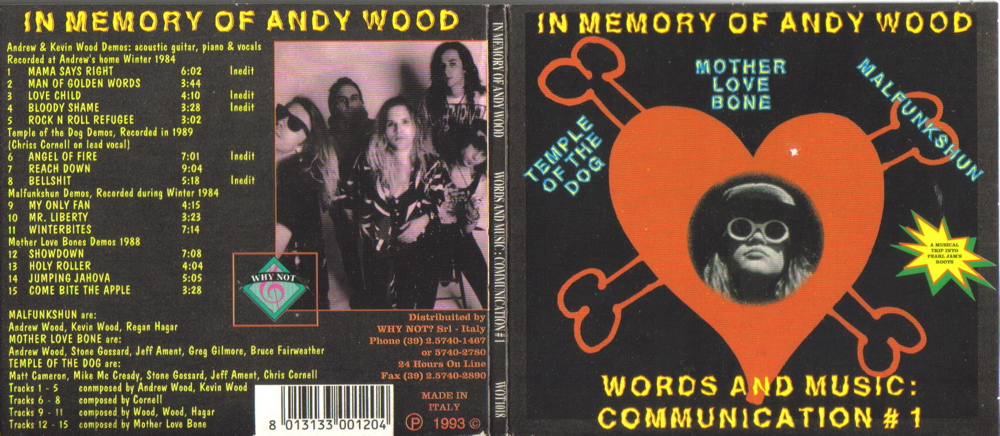 IN MEMORY OF ANDY WOOD
Andrew & Kevin Wood Demos: acoustic guitar, piano & vocals
Recorded at Andrew's home Winter 1984
1 MAMA SAYS RIGHT 6:02 Inedit
2 MAN OF GOLDEN WORDS 3:44
3 LOVE CHILD 4:10 Inedit
4 BLOODY SHAME 3:28 Inedit
5 ROCK N ROLL REFUGEE 3:02
Temple of the Dog Demos, Recorded in 1989
(Chriss Cornell on lead vocal)
6 ANGEL OF FIRE 7:01 Inedit
7 REACH DOWN 9:04
8 BELLSHIT 5:18 Inedit
Malfunkshun Demos, Recorded during Winter 1984
9 MY ONLY FAN 4:15
10 MR. LIBERTY 3:23
11 WINTERBITES 7:14
Mother Love Bones Demos 1988
12 SHOWDOWN 7:08
13 HOLY ROLLER 4:04
14 JUMPING JAHOVA 5:05
15 COME BITE THE APPLE 3:28
MALFUNKSHUN are:
Andrew Wood, Kevin Wood, Regan Hagar
MOTHER LOVE BONE are:
Andrew Wood, Stone Gossard, Jeff Ament, Greg Gilmore, Bruce Fairweather
TEMPLE OF THE DOG are:
Matt Cameron, Mike Mc Cready, Stone Gossard, Jeff Ament, Chris Cornell
Tracks 1 - 5 composed by Andrew Wood, Kevin Wood
Tracks 6 - 8 composed by Cornell
Tracks 9 - 11 composed by Wood, Wood, Hagar
Tracks 12 - 15 composed by Mother Love Bone
WHY NOT
Distribuited by
WHY NOT? Srl - Italy
Phone (39) 2.5740-1467
or 5740-2780
24 Hours On Line
Fax (39) 2.5740-2890
MADE IN
ITALY
℗ 1993 ©
8 013133 001204
IN MEMORY OF ANDY WOOD
WORDS AND MUSIC: COMMUNICATION # 1
WOT 1018
IN MEMORY OF ANDY WOOD
TEMPLE
OF THE
DOG
MOTHER
LOVE
BONE
MALFUNKSHUN
A MUSICAL
TRIP INTO
PEARL JAM'S
ROOTS
WORDS AND MUSIC:
COMMUNICATION # 1